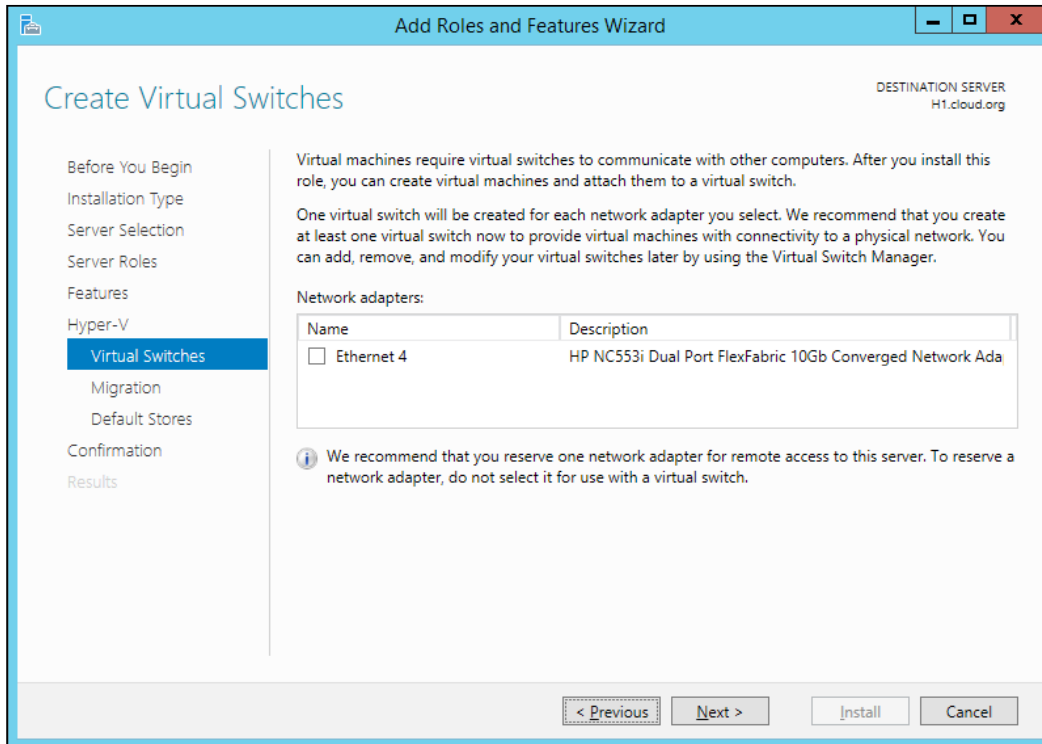 Add Roles and Features Wizard
Create Virtual Switches
DESTINATION SERVER
H1.cloud.org
Before You Begin
Installation Type
Server Selection
Server Roles
Features
Hyper-V
Virtual Switches
Migration
Default Stores
Confirmation
Results
Virtual machines require virtual switches to communicate with other computers. After you install this
role, you can create virtual machines and attach them to a virtual switch.
One virtual switch will be created for each network adapter you select. We recommend that you create
at least one virtual switch now to provide virtual machines with connectivity to a physical network. You
can add, remove, and modify your virtual switches later by using the Virtual Switch Manager.
Network adapters:
Name Description
Ethernet 4 HP NC553i Dual Port FlexFabric 10Gb Converged Network Ada
We recommend that you reserve one network adapter for remote access to this server. To reserve a
network adapter, do not select it for use with a virtual switch.
< Previous Next > Install Cancel